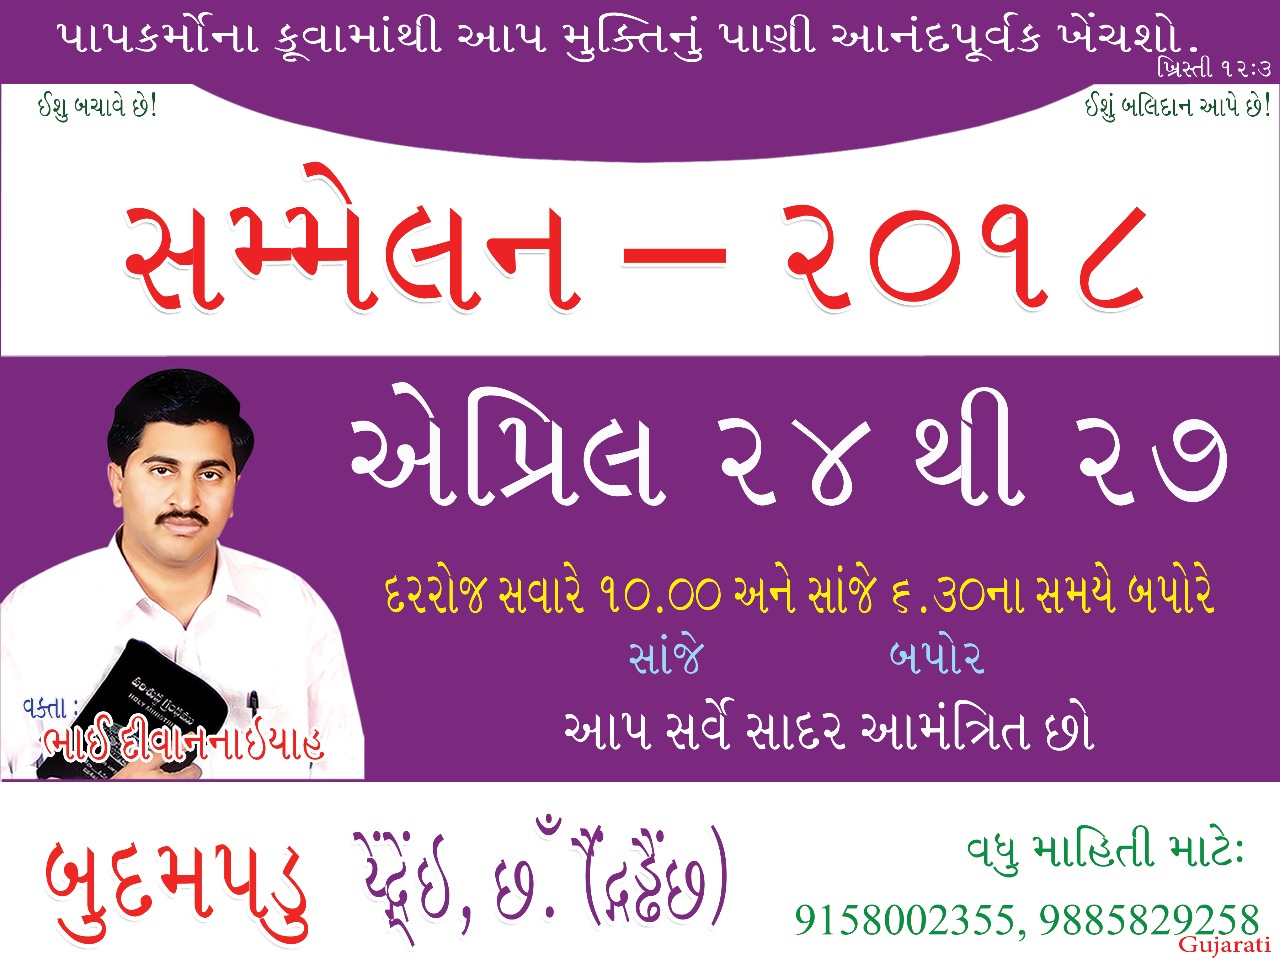 પાપકર્મોના કૂવામાંથી આપ મુક્તિનું પાણી આનંદપૂર્વક ખેંચશો.
ખ્રિસ્તી ૧૨:૩
ઈશુ બચાવે છે!
ઈશું બલિદાન આપે છે!
સમ્મેલન – ૨૦૧૮
એપ્રિલ ૨૪ થી ૨૭
દરરોજ સવારે ૧૦.૦૦ અને સાંજે ૬.૩૦ના સમયે બપોરે
સાંજે બપોર
આપ સર્વે સાદર આમંત્રિત છો
HOLY
વક્તા :
ભાઈ દીવાનનાઈયાહ
બુદમપડુ
વધુ માહિતી માટેઃ
9158002355, 9885829258
Gujarati